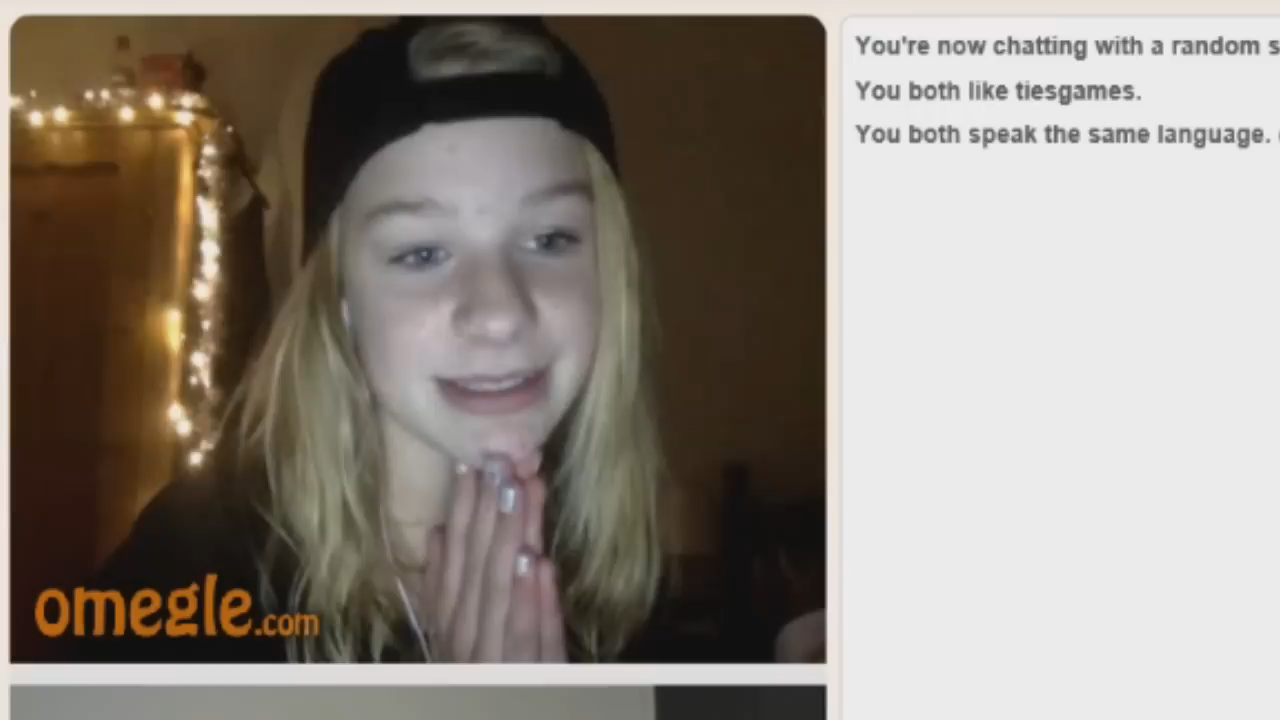 You're now chatting with a random s
You both like tiesgames.
You both speak the same language.
omegle.com